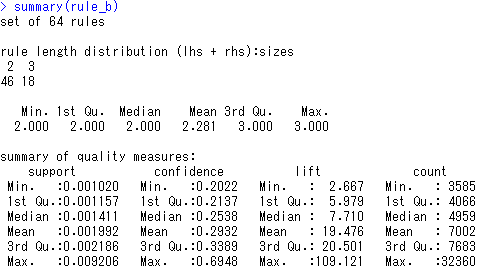 > summary(rule_b)
set of 64 rules
rule length distribution (lhs + rhs):sizes
 2  3
46 18
   Min. 1st Qu.  Median    Mean 3rd Qu.    Max.
  2.000   2.000   2.000   2.281   3.000   3.000
summary of quality measures:
    support           confidence          lift             count
 Min.   :0.001020   Min.   :0.2022   Min.   :  2.667   Min.   : 3585
 1st Qu.:0.001157   1st Qu.:0.2137   1st Qu.:  5.979   1st Qu.: 4066
 Median :0.001411   Median :0.2538   Median :  7.710   Median : 4959
 Mean   :0.001992   Mean   :0.2932   Mean   : 19.476   Mean   : 7002
 3rd Qu.:0.002186   3rd Qu.:0.3389   3rd Qu.: 20.501   3rd Qu.: 7683
 Max.   :0.009206   Max.   :0.6948   Max.   :109.121   Max.   :32360